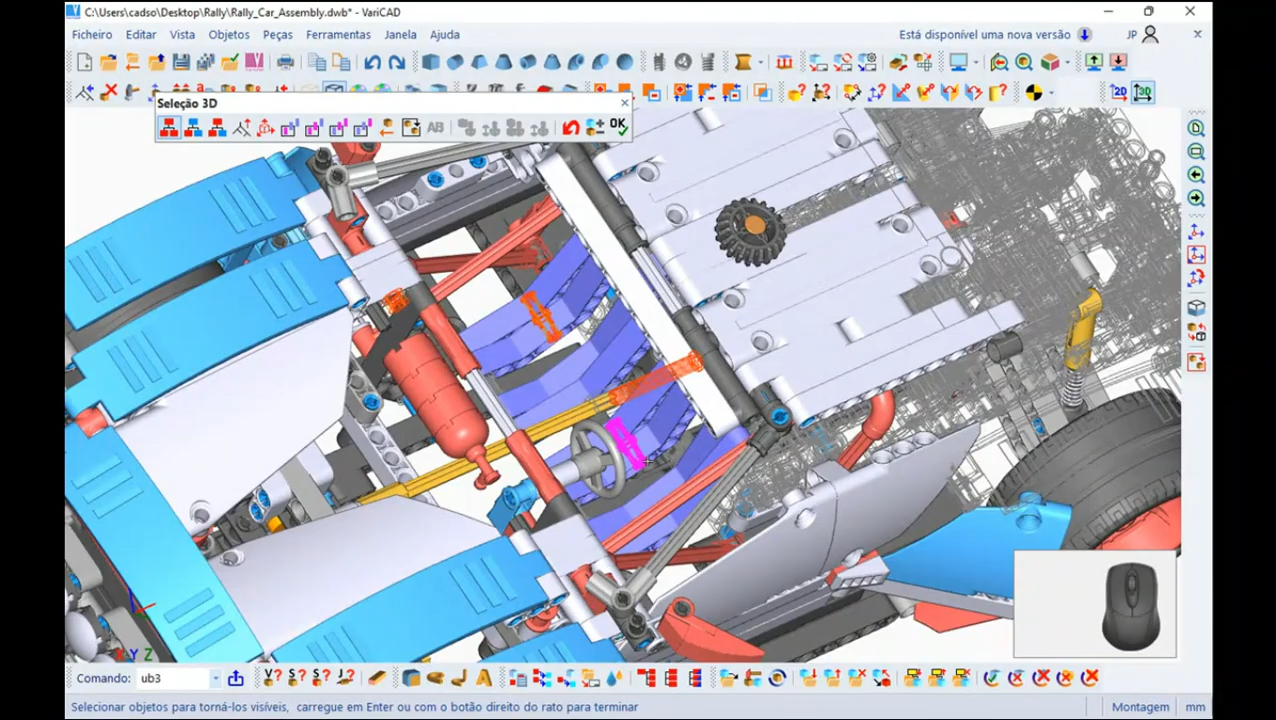 C:\Users\cadso\Desktop\Rally\Rally_Car_Assembly.dwb* - VariCAD
Ficheiro Editar Vista Objetos Peças Ferramentas Janela Ajuda Está disponível uma nova versão JP
2D 3D
Seleção 3D
AB OK
X Y Z
Comando: ub3 V? S? S? J?
Selecionar objetos para torná-los visíveis, carregue em Enter ou com o botão direito do rato para terminar Montagem mm